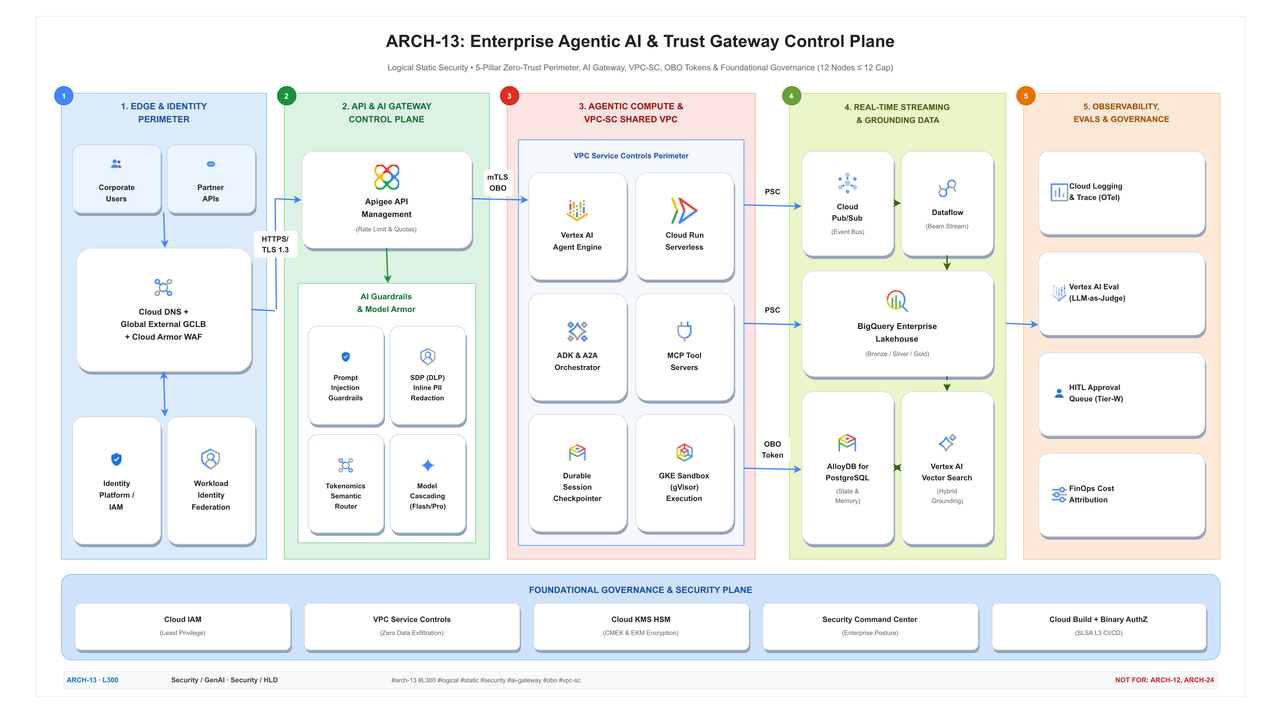 ARCH-13: Enterprise Agentic AI & Trust Gateway Control Plane
Logical Static Security • 5-Pillar Zero-Trust Perimeter, AI Gateway, VPC-SC, OBO Tokens & Foundational Governance (12 Nodes ≤ 12 Cap)
1
1. EDGE & IDENTITY
PERIMETER
Corporate
Users
Partner
APIs
Cloud DNS +
Global External GCLB
+ Cloud Armor WAF
Identity
Platform /
IAM
Workload
Identity
Federation
HTTPS/
TLS 1.3
2
2. API & AI GATEWAY
CONTROL PLANE
Apigee API
Management
(Rate Limit & Quotas)
AI Guardrails
& Model Armor
Prompt
Injection
Guardrails
SDP (DLP)
Inline PII
Redaction
Tokenomics
Semantic
Router
Model
Cascading
(Flash/Pro)
mTLS
OBO
3
3. AGENTIC COMPUTE &
VPC-SC SHARED VPC
VPC Service Controls Perimeter
Vertex AI
Agent Engine
Cloud Run
Serverless
ADK & A2A
Orchestrator
MCP Tool
Servers
Durable
Session
Checkpointer
GKE Sandbox
(gVisor)
Execution
PSC
PSC
OBO
Token
4
4. REAL-TIME STREAMING
& GROUNDING DATA
Cloud
Pub/Sub
(Event Bus)
Dataflow
(Beam Stream)
BigQuery Enterprise
Lakehouse
(Bronze / Silver / Gold)
AlloyDB for
PostgreSQL
(State &
Memory)
Vertex AI
Vector Search
(Hybrid
Grounding)
5
5. OBSERVABILITY,
EVALS & GOVERNANCE
Cloud Logging
& Trace (OTel)
Vertex AI Eval
(LLM-as-Judge)
HITL Approval
Queue (Tier-W)
FinOps Cost
Attribution
FOUNDATIONAL GOVERNANCE & SECURITY PLANE
Cloud IAM
(Least Privilege)
VPC Service Controls
(Zero Data Exfiltration)
Cloud KMS HSM
(CMEK & EKM Encryption)
Security Command Center
(Enterprise Posture)
Cloud Build + Binary AuthZ
(SLSA L3 CI/CD)
ARCH-13 · L300
Security / GenAI · Security / HLD
#arch-13 #L300 #logical #static #security #ai-gateway #obo #vpc-sc
NOT FOR: ARCH-12, ARCH-24